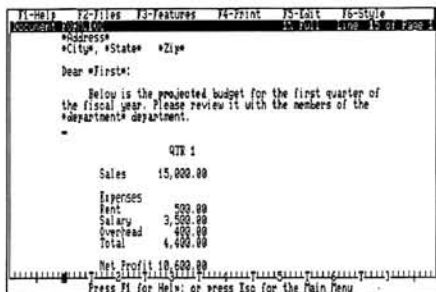 F1-Help F2-Files F3-Features F4-Print F5-Edit F6-Style
Document in Full Line 15 of Page 1
*Address*
*City*, *State* *Zip*
Dear *First*:
Below is the projected budget for the first quarter of
the fiscal year. Please review it with the members of the
*department* department.
QTR 1
Sales 15,000.00
Expenses
Rent 500.00
Salary 3,500.00
Overhead 400.00
Total 4,400.00
Net Profit 10,600.00
Press F1 for Help; or press Esc for the Main Menu